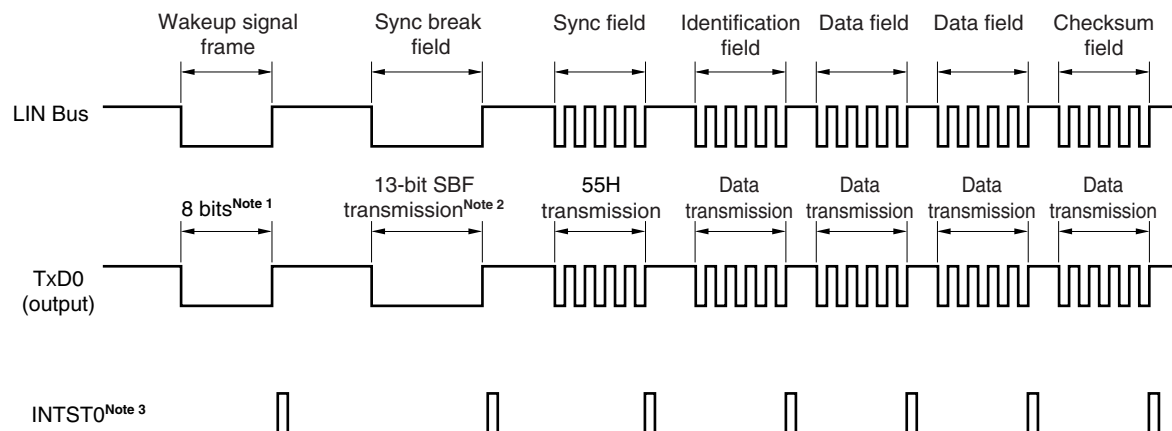 Wakeup signal frame
Sync break field
Sync field
Identification field
Data field
Data field
Checksum field
LIN Bus
8 bitsNote 1
13-bit SBF transmissionNote 2
55H transmission
Data transmission
Data transmission
Data transmission
Data transmission
TxD0 (output)
INTST0Note 3